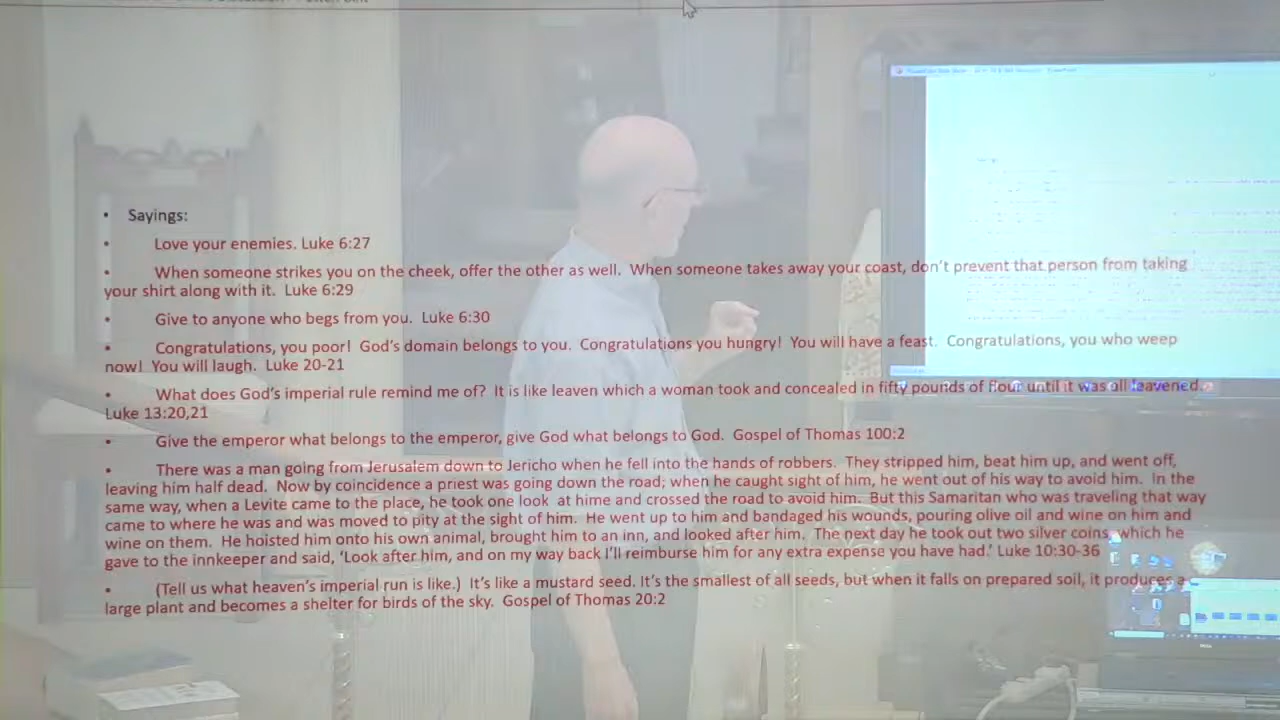 • Sayings:
• Love your enemies. Luke 6:27
• When someone strikes you on the cheek, offer the other as well. When someone takes away your coast, don't prevent that person from taking
your shirt along with it. Luke 6:29
• Give to anyone who begs from you. Luke 6:30
• Congratulations, you poor! God's domain belongs to you. Congratulations you hungry! You will have a feast. Congratulations, you who weep
now! You will laugh. Luke 20-21
• What does God's imperial rule remind me of? It is like leaven which a woman took and concealed in fifty pounds of flour until it was all leavened.
Luke 13:20,21
• Give the emperor what belongs to the emperor, give God what belongs to God. Gospel of Thomas 100:2
• There was a man going from Jerusalem down to Jericho when he fell into the hands of robbers. They stripped him, beat him up, and went off,
leaving him half dead. Now by coincidence a priest was going down the road; when he caught sight of him, he went out of his way to avoid him. In the
same way, when a Levite came to the place, he took one look at hime and crossed the road to avoid him. But this Samaritan who was traveling that way
came to where he was and was moved to pity at the sight of him. He went up to him and bandaged his wounds, pouring olive oil and wine on him and
wine on them. He hoisted him onto his own animal, brought him to an inn, and looked after him. The next day he took out two silver coins, which he
gave to the innkeeper and said, 'Look after him, and on my way back I'll reimburse him for any extra expense you have had.' Luke 10:30-36
• (Tell us what heaven's imperial run is like.) It's like a mustard seed. It's the smallest of all seeds, but when it falls on prepared soil, it produces a
large plant and becomes a shelter for birds of the sky. Gospel of Thomas 20:2